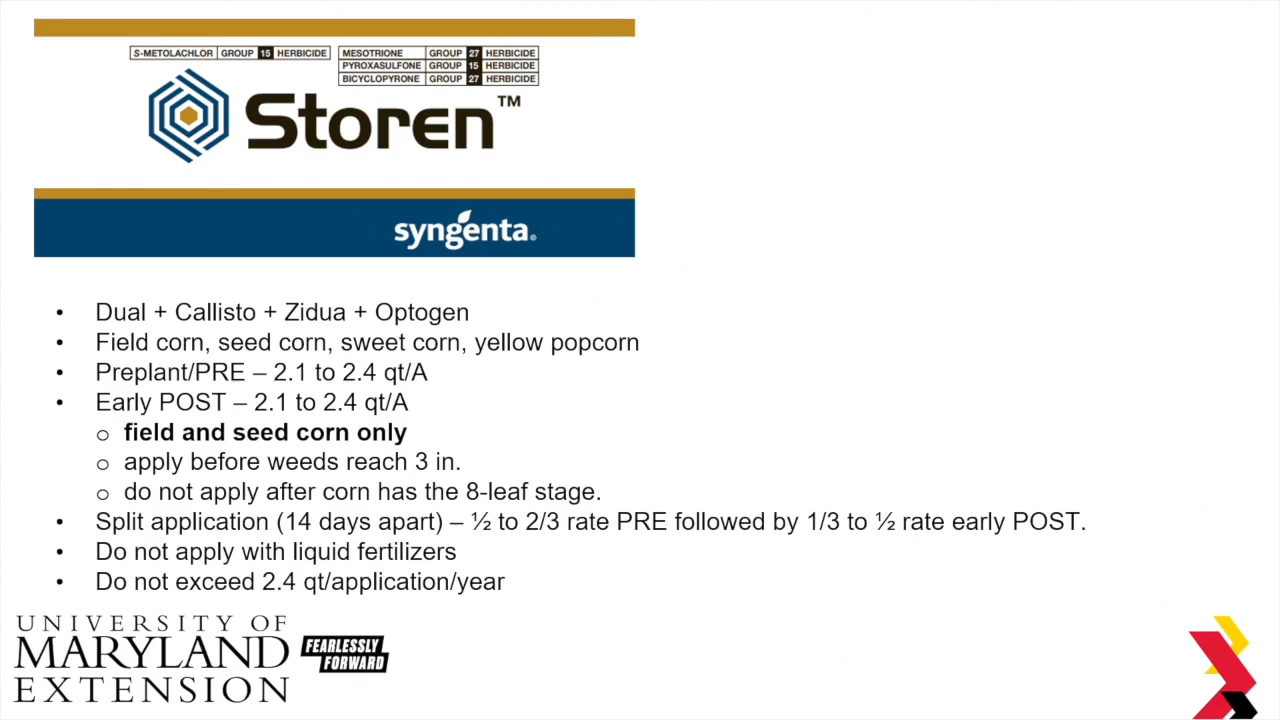 S-METOLACHLOR GROUP 15 HERBICIDE
MESOTRIONE GROUP 27 HERBICIDE
PYROXASULFONE GROUP 15 HERBICIDE
BICYCLOPYRONE GROUP 27 HERBICIDE
Storen™
syngenta®
• Dual + Callisto + Zidua + Optogen
• Field corn, seed corn, sweet corn, yellow popcorn
• Preplant/PRE – 2.1 to 2.4 qt/A
• Early POST – 2.1 to 2.4 qt/A
o field and seed corn only
o apply before weeds reach 3 in.
o do not apply after corn has the 8-leaf stage.
• Split application (14 days apart) – ½ to 2/3 rate PRE followed by 1/3 to ½ rate early POST.
• Do not apply with liquid fertilizers
• Do not exceed 2.4 qt/application/year
UNIVERSITY OF
MARYLAND
EXTENSION
FEARLESSLY
FORWARD